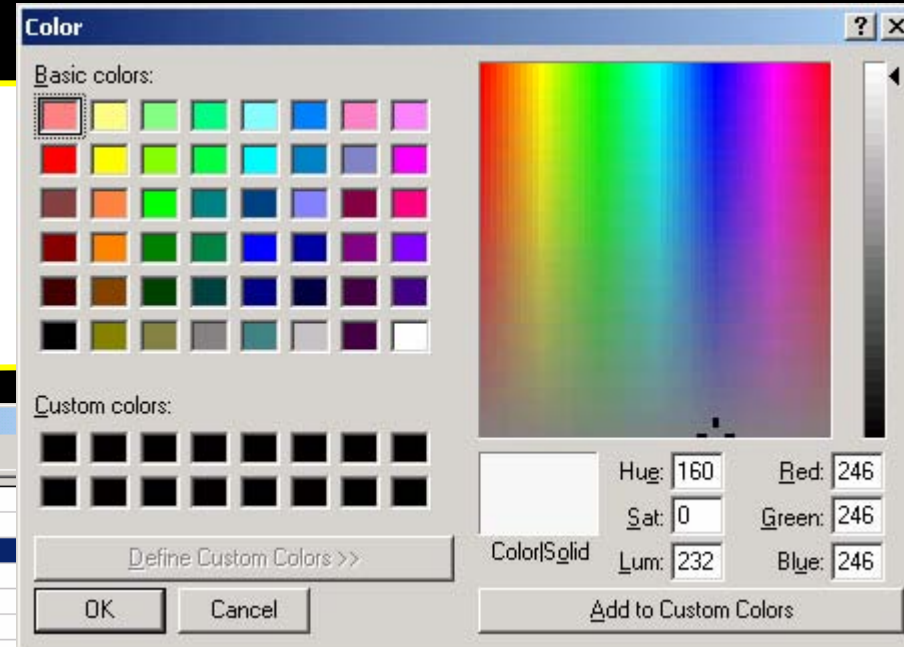 Color
Basic colors:
Custom colors:
Define Custom Colors >>
OK Cancel
Color|Solid
Hue: 160 Red: 246
Sat: 0 Green: 246
Lum: 232 Blue: 246
Add to Custom Colors